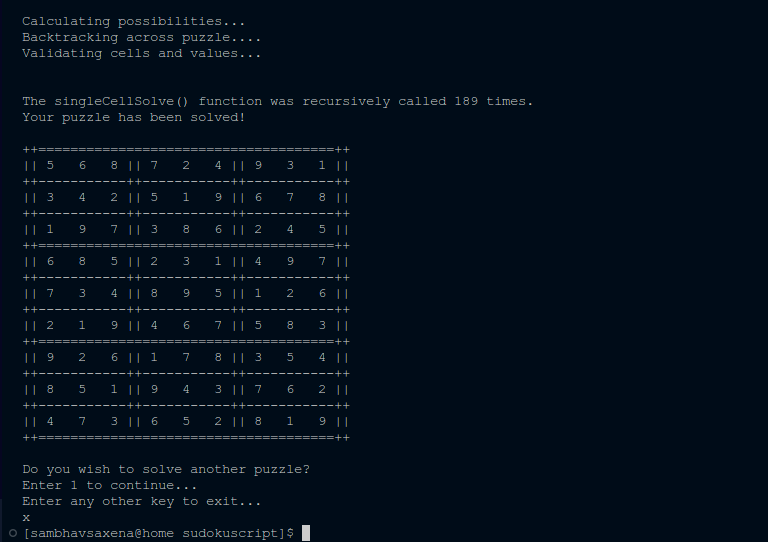 Calculating possibilities...
Backtracking across puzzle....
Validating cells and values...
The singleCellSolve() function was recursively called 189 times.
Your puzzle has been solved!
++=====================================++
|| 5   6   8 || 7   2   4 || 9   3   1 ||
++-----------++-----------++-----------++
|| 3   4   2 || 5   1   9 || 6   7   8 ||
++-----------++-----------++-----------++
|| 1   9   7 || 3   8   6 || 2   4   5 ||
++=====================================++
|| 6   8   5 || 2   3   1 || 4   9   7 ||
++-----------++-----------++-----------++
|| 7   3   4 || 8   9   5 || 1   2   6 ||
++-----------++-----------++-----------++
|| 2   1   9 || 4   6   7 || 5   8   3 ||
++=====================================++
|| 9   2   6 || 1   7   8 || 3   5   4 ||
++-----------++-----------++-----------++
|| 8   5   1 || 9   4   3 || 7   6   2 ||
++-----------++-----------++-----------++
|| 4   7   3 || 6   5   2 || 8   1   9 ||
++=====================================++
Do you wish to solve another puzzle?
Enter 1 to continue...
Enter any other key to exit...
x
[sambhavsaxena@home sudokuscript]$